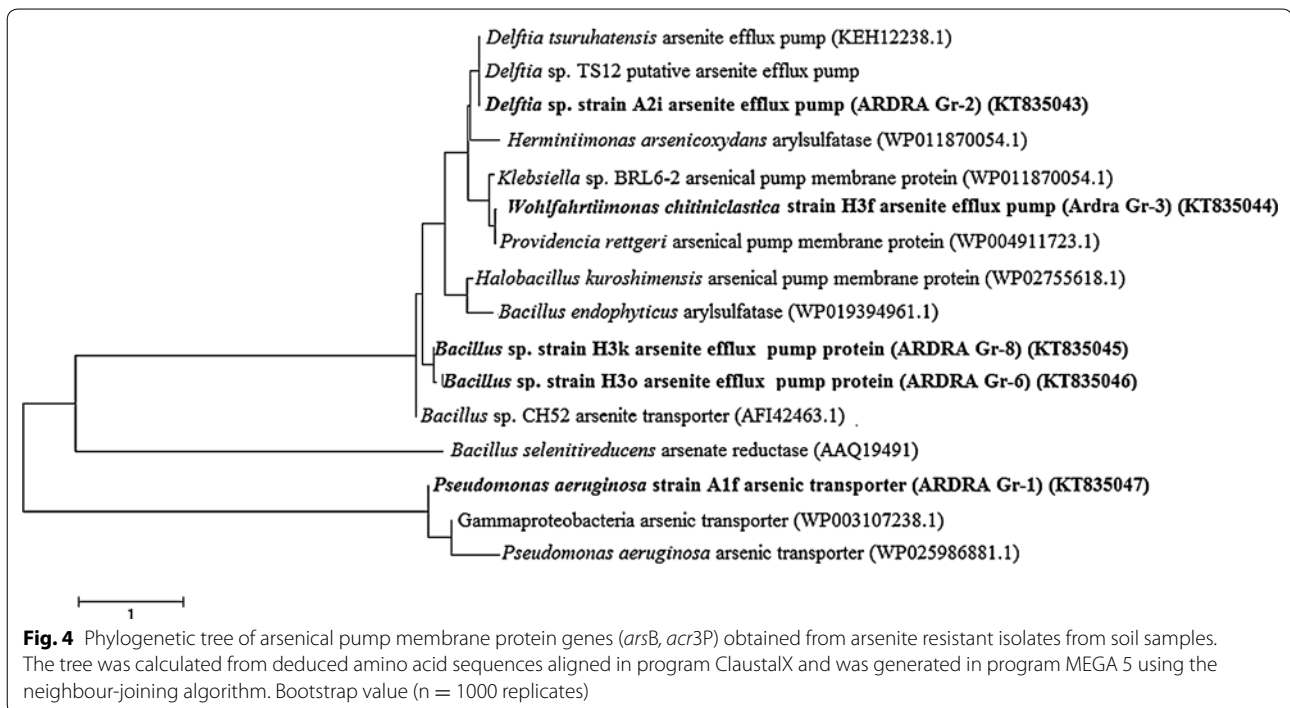 Delftia tsuruhatensis arsenite efflux pump (KEH12238.1)
Delftia sp. TS12 putative arsenite efflux pump
Delftia sp. strain A2i arsenite efflux pump (ARDRA Gr-2) (KT835043)
Herminiimonas arsenicoxydans arylsulfatase (WP011870054.1)
Klebsiella sp. BRL6-2 arsenical pump membrane protein (WP011870054.1)
Wohlfahrtiimonas chitiniclastica strain H3f arsenite efflux pump (Ardra Gr-3) (KT835044)
Providencia rettgeri arsenical pump membrane protein (WP004911723.1)
Halobacillus kuroshimensis arsenical pump membrane protein (WP02755618.1)
Bacillus endophyticus arylsulfatase (WP019394961.1)
Bacillus sp. strain H3k arsenite efflux pump protein (ARDRA Gr-8) (KT835045)
Bacillus sp. strain H3o arsenite efflux pump protein (ARDRA Gr-6) (KT835046)
Bacillus sp. CH52 arsenite transporter (AFI42463.1)
Bacillus selenitireducens arsenate reductase (AAQ19491)
Pseudomonas aeruginosa strain A1f arsenic transporter (ARDRA Gr-1) (KT835047)
Gammaproteobacteria arsenic transporter (WP003107238.1)
Pseudomonas aeruginosa arsenic transporter (WP025986881.1)
1
Fig. 4 Phylogenetic tree of arsenical pump membrane protein genes (arsB, acr3P) obtained from arsenite resistant isolates from soil samples.
The tree was calculated from deduced amino acid sequences aligned in program ClaustalX and was generated in program MEGA 5 using the
neighbour-joining algorithm. Bootstrap value (n = 1000 replicates)